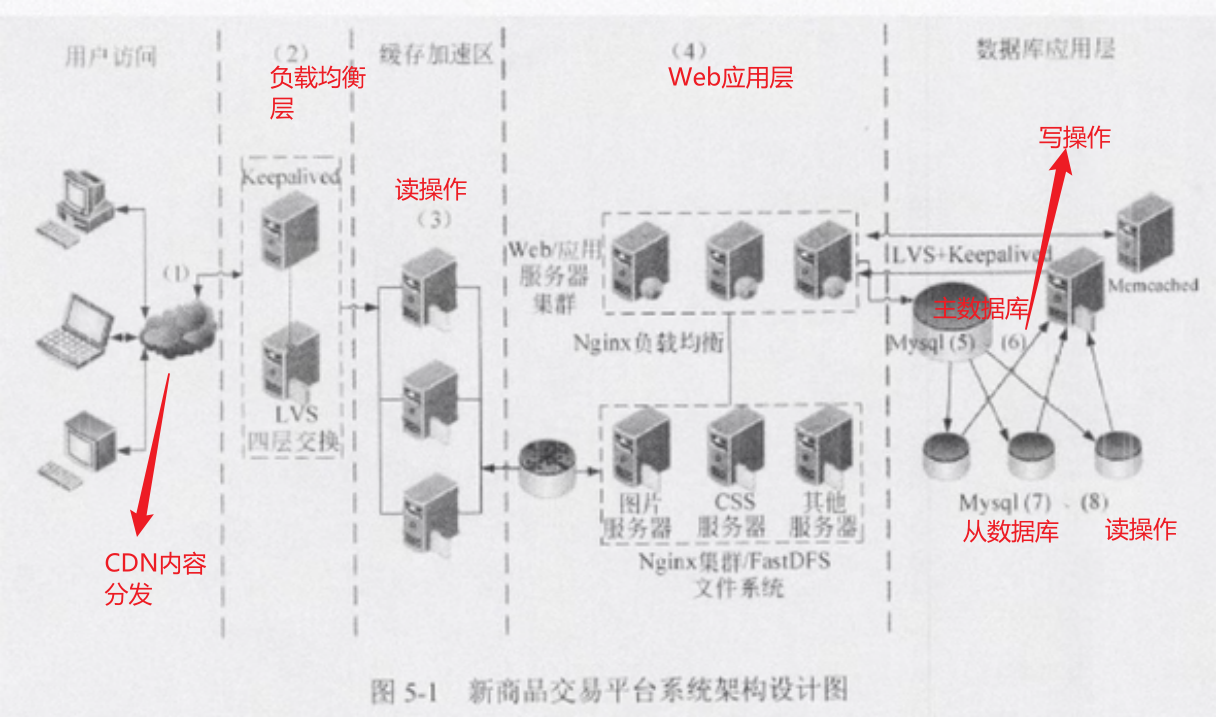 用户访问
(2)
负载均衡
层
缓存加速区
(4)
Web应用层
数据库应用层
写操作
Keepalived
读操作
(3)
(1)
Web/应用
服务器
集群
LVS+Keepalived
Memcached
主数据库
Nginx负载均衡
Mysql (5) 、(6)
LVS
四层交换
图片
服务器
CSS
服务器
其他
服务器
Mysql (7) 、(8)
从数据库
读操作
CDN内容
分发
Nginx集群/FastDFS
文件系统
图 5-1 新商品交易平台系统架构设计图